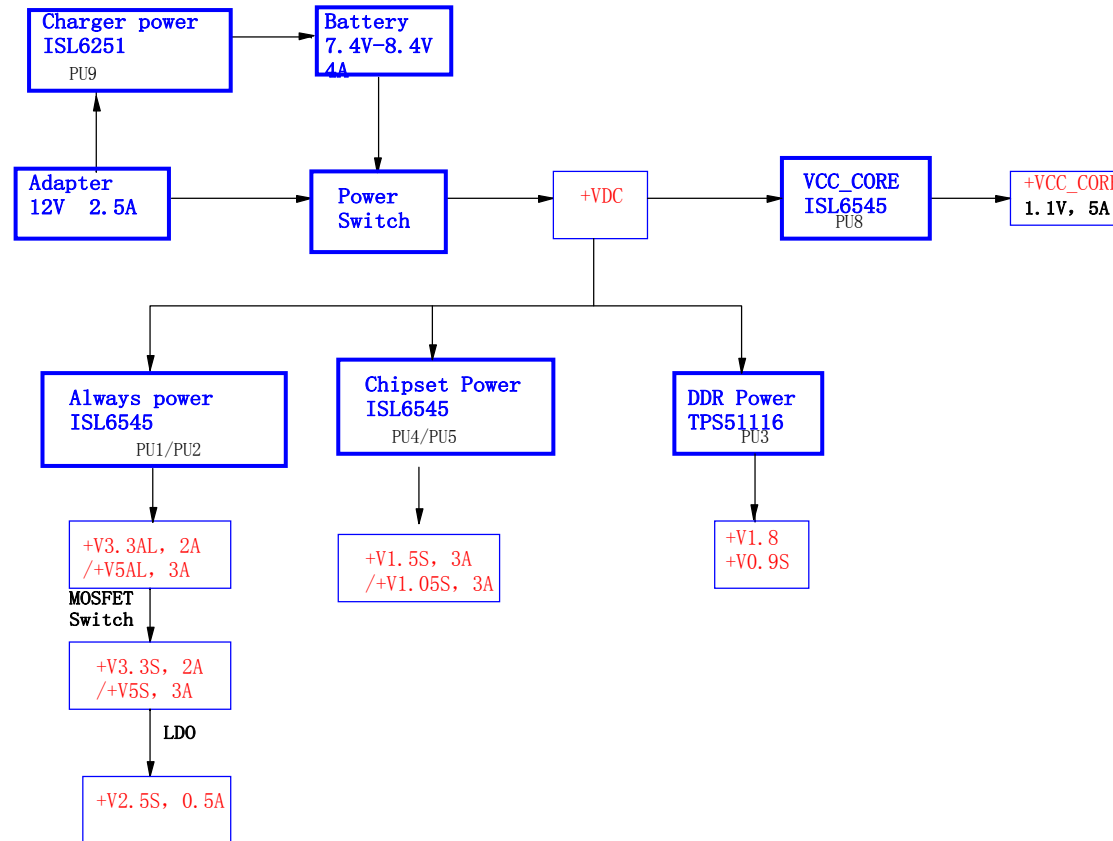 Charger power
ISL6251
PU9
Battery
7.4V-8.4V
4A
Adapter
12V 2.5A
Power
Switch
+VDC
VCC_CORE
ISL6545
PU8
+VCC_CORE
1.1V, 5A
Always power
ISL6545
PU1/PU2
Chipset Power
ISL6545
PU4/PU5
DDR Power
TPS51116
PU3
+V3.3AL, 2A
/+V5AL, 3A
+V1.5S, 3A
/+V1.05S, 3A
+V1.8
+V0.9S
MOSFET
Switch
+V3.3S, 2A
/+V5S, 3A
LDO
+V2.5S, 0.5A